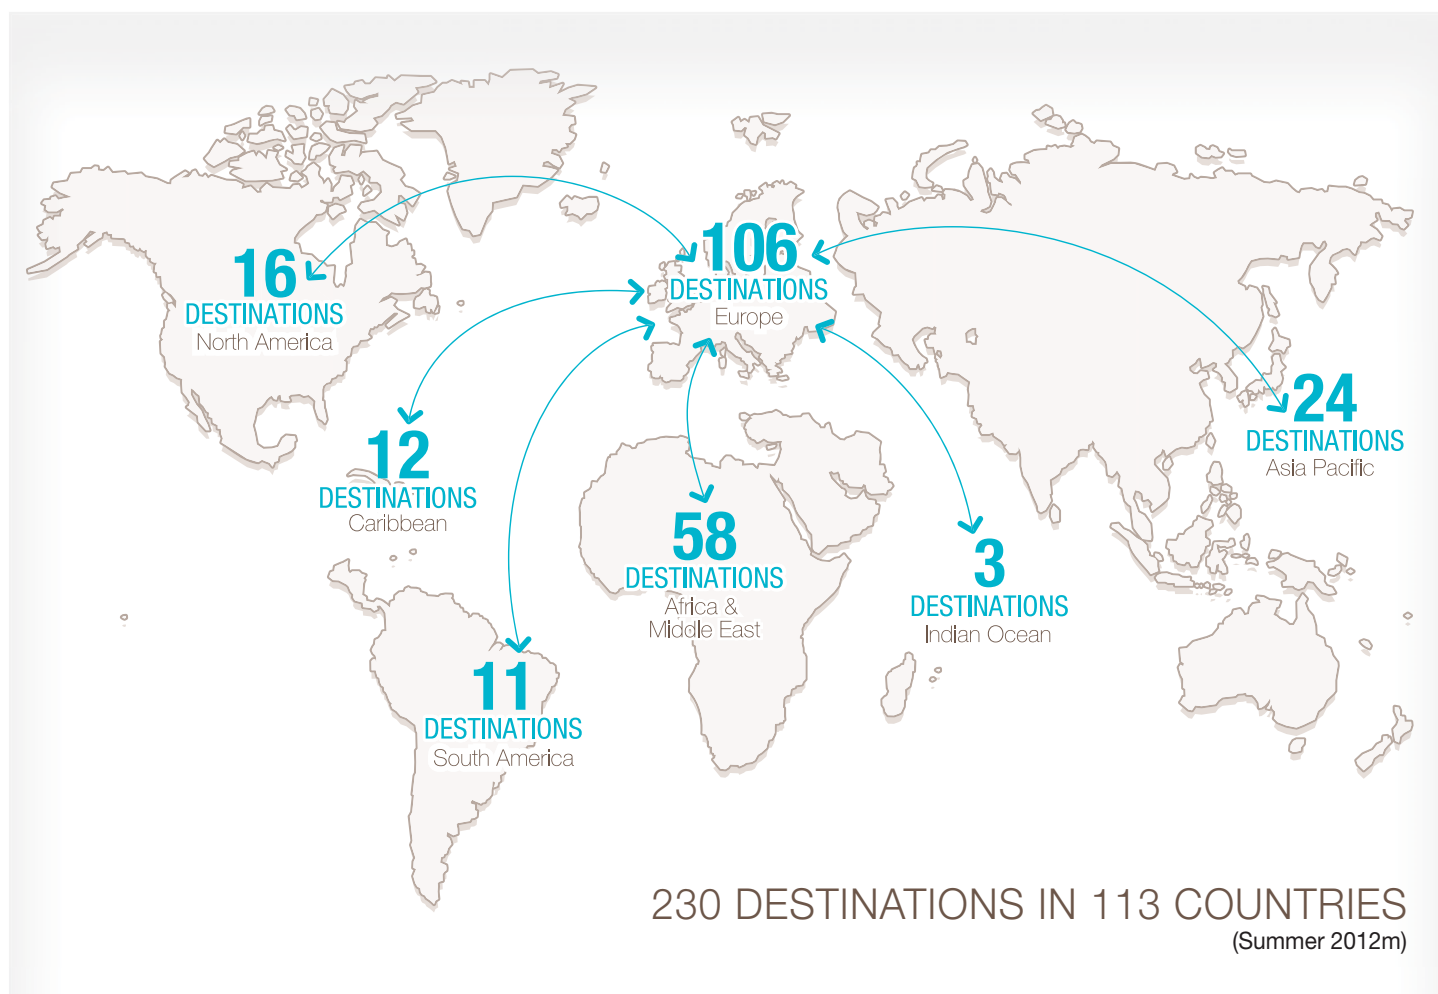 106
DESTINATIONS
Europe
16
DESTINATIONS
North America
24
DESTINATIONS
Asia Pacific
12
DESTINATIONS
Caribbean
58
DESTINATIONS
Africa &
Middle East
3
DESTINATIONS
Indian Ocean
11
DESTINATIONS
South America
230 DESTINATIONS IN 113 COUNTRIES
(Summer 2012m)